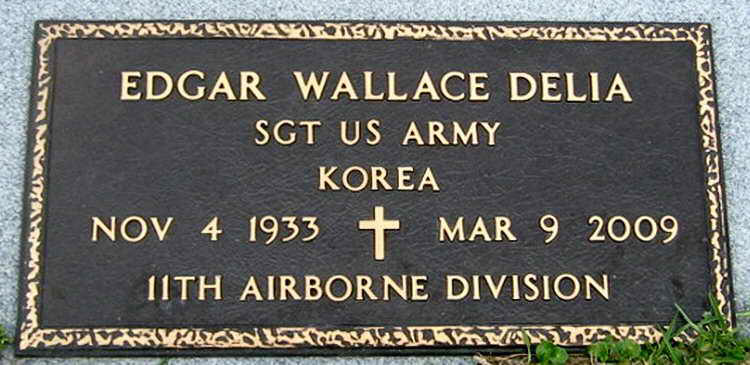 EDGAR WALLACE DELIA
SGT US ARMY
KOREA
NOV 4 1933 MAR 9 2009
11TH AIRBORNE DIVISION